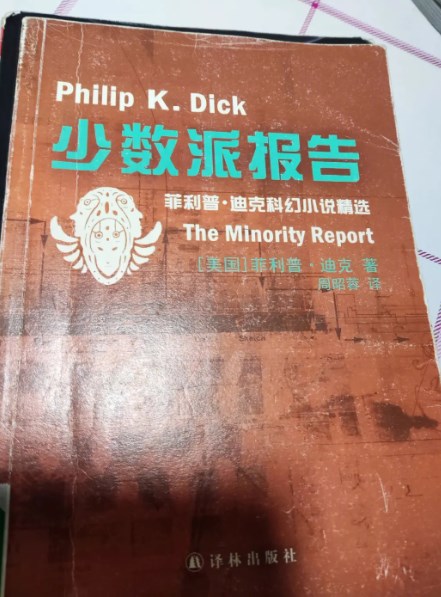 Philip K. Dick
少数派报告
菲利普·迪克科幻小说精选
The Minority Report
[美国]菲利普·迪克 著
周昭蓉 译
译林出版社